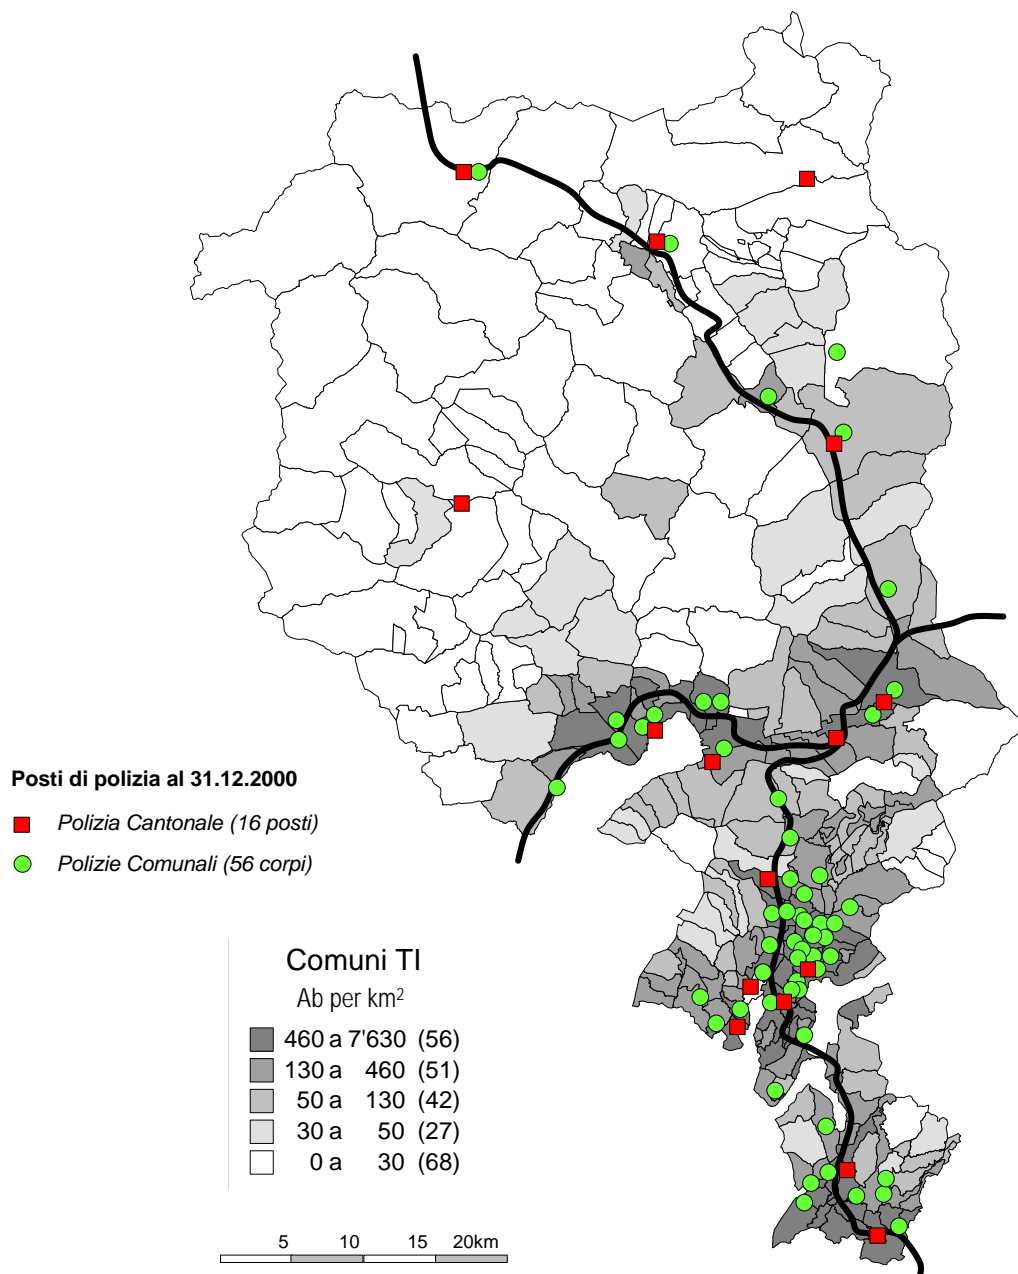 Posti di polizia al 31.12.2000
Polizia Cantonale (16 posti)
Polizie Comunali (56 corpi)
Comuni TI
Ab per km²
460 a 7'630 (56)
130 a 460 (51)
50 a 130 (42)
30 a 50 (27)
0 a 30 (68)
5 10 15 20km